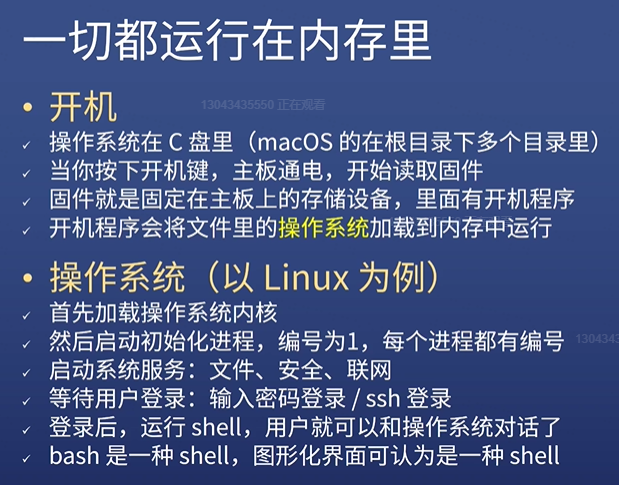 一切都运行在内存里
• 开机
13043435550 正在观看
✓ 操作系统在 C 盘里（macOS 的在根目录下多个目录里）
✓ 当你按下开机键，主板通电，开始读取固件
✓ 固件就是固定在主板上的存储设备，里面有开机程序
✓ 开机程序会将文件里的操作系统加载到内存中运行
• 操作系统（以 Linux 为例）
✓ 首先加载操作系统内核
✓ 然后启动初始化进程，编号为1，每个进程都有编号
130434
✓ 启动系统服务：文件、安全、联网
✓ 等待用户登录：输入密码登录 / ssh 登录
✓ 登录后，运行 shell，用户就可以和操作系统对话了
✓ bash 是一种 shell，图形化界面可认为是一种 shell